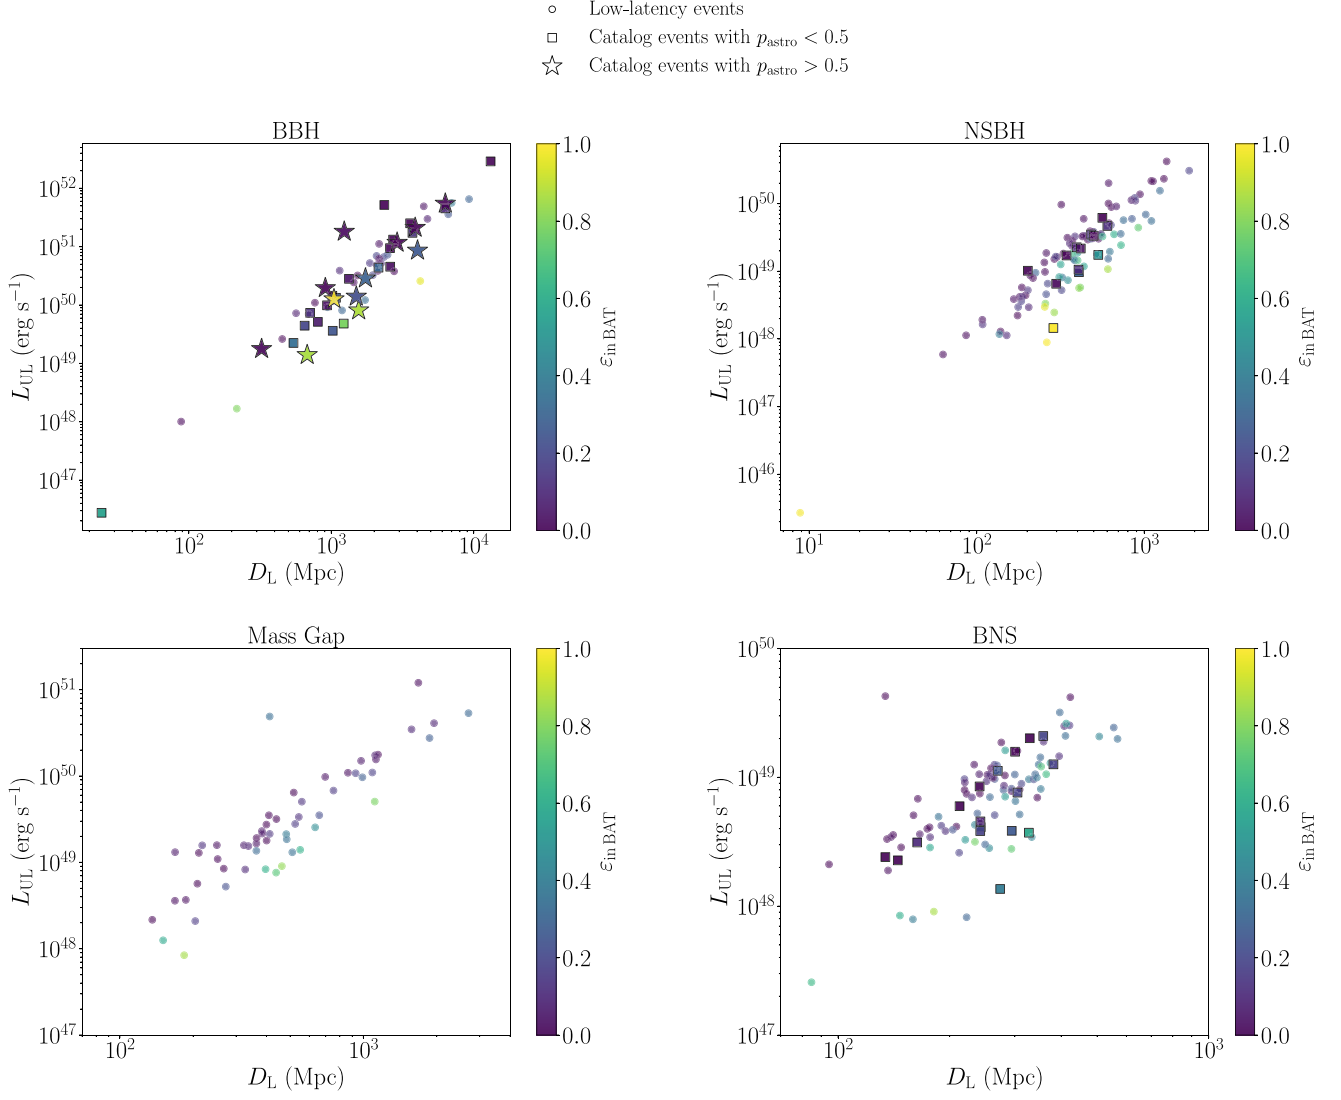 Low-latency events
Catalog events with p_astro < 0.5
Catalog events with p_astro > 0.5
BBH
10^52
10^51
10^50
10^49
10^48
10^47
L_UL (erg s^−1)
10^2 10^3 10^4
D_L (Mpc)
1.0
0.8
0.6
0.4
0.2
0.0
ε_in BAT
NSBH
10^50
10^49
10^48
10^47
10^46
L_UL (erg s^−1)
10^1 10^2 10^3
D_L (Mpc)
1.0
0.8
0.6
0.4
0.2
0.0
ε_in BAT
Mass Gap
10^51
10^50
10^49
10^48
10^47
L_UL (erg s^−1)
10^2 10^3
D_L (Mpc)
1.0
0.8
0.6
0.4
0.2
0.0
ε_in BAT
BNS
10^50
10^49
10^48
10^47
L_UL (erg s^−1)
10^2 10^3
D_L (Mpc)
1.0
0.8
0.6
0.4
0.2
0.0
ε_in BAT